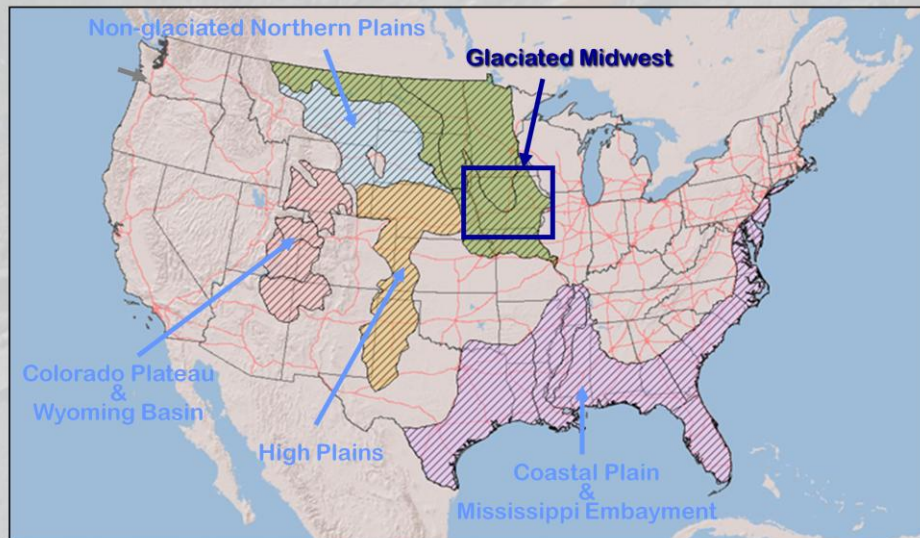 Non-glaciated Northern Plains
Glaciated Midwest
Colorado Plateau
&
Wyoming Basin
High Plains
Coastal Plain
&
Mississippi Embayment